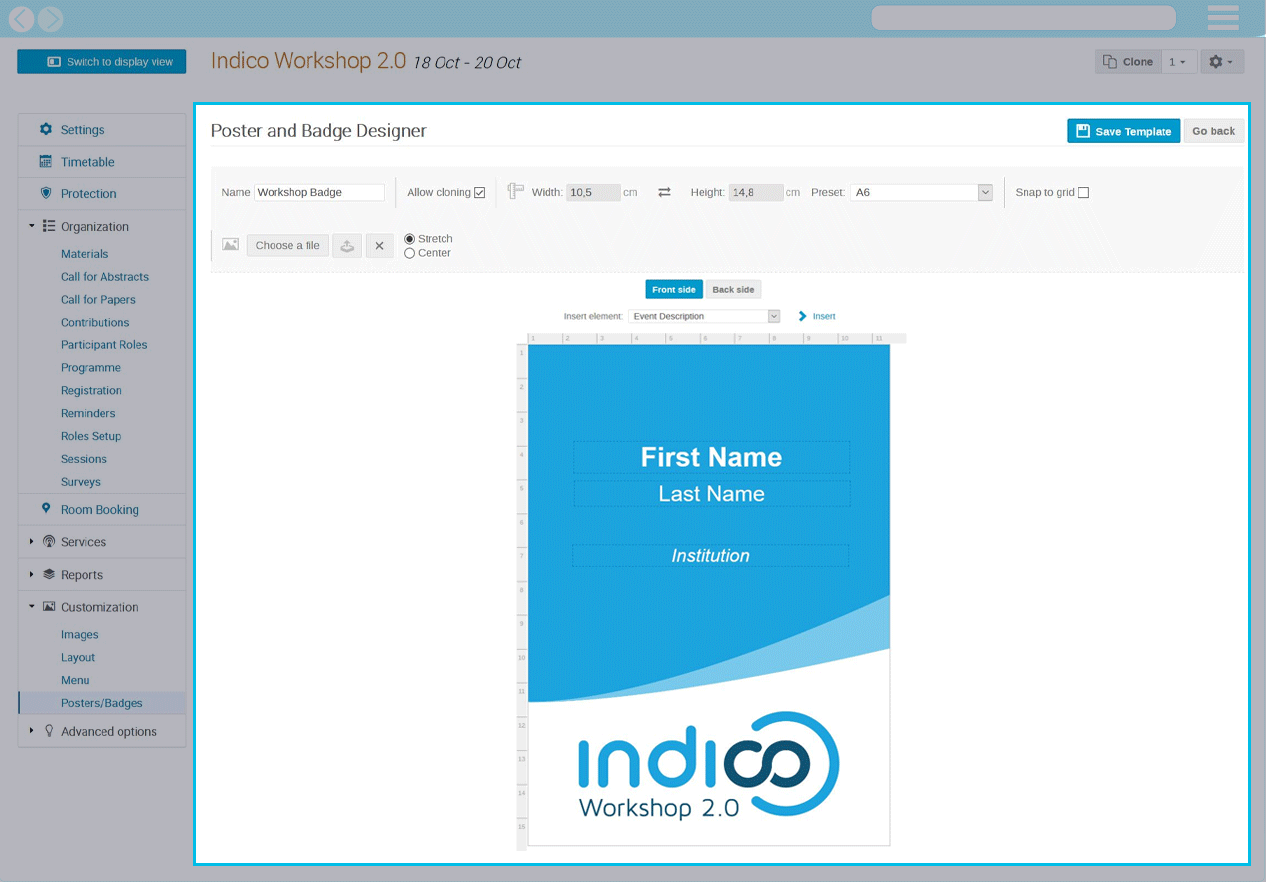 Switch to display view
Indico Workshop 2.0 18 Oct - 20 Oct
Clone 1
Settings
Timetable
Protection
Organization
Materials
Call for Abstracts
Call for Papers
Contributions
Participant Roles
Programme
Registration
Reminders
Roles Setup
Sessions
Surveys
Room Booking
Services
Reports
Customization
Images
Layout
Menu
Posters/Badges
Advanced options
Poster and Badge Designer
Save Template Go back
Name Workshop Badge Allow cloning Width: 10,5 cm Height: 14,8 cm Preset: A6 Snap to grid
Choose a file
Stretch
Center
Front side Back side
Insert element: Event Description Insert
1 2 3 4 5 6 7 8 9 10 11
1
2
3
4
5
6
7
8
9
10
11
12
13
14
15
First Name
Last Name
Institution
indico
Workshop 2.0